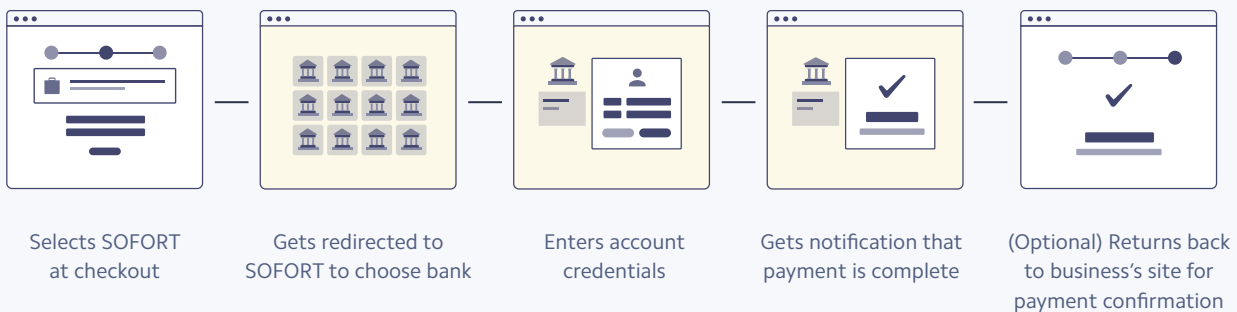 Selects SOFORT
at checkout
Gets redirected to
SOFORT to choose bank
Enters account
credentials
Gets notification that
payment is complete
(Optional) Returns back
to business's site for
payment confirmation